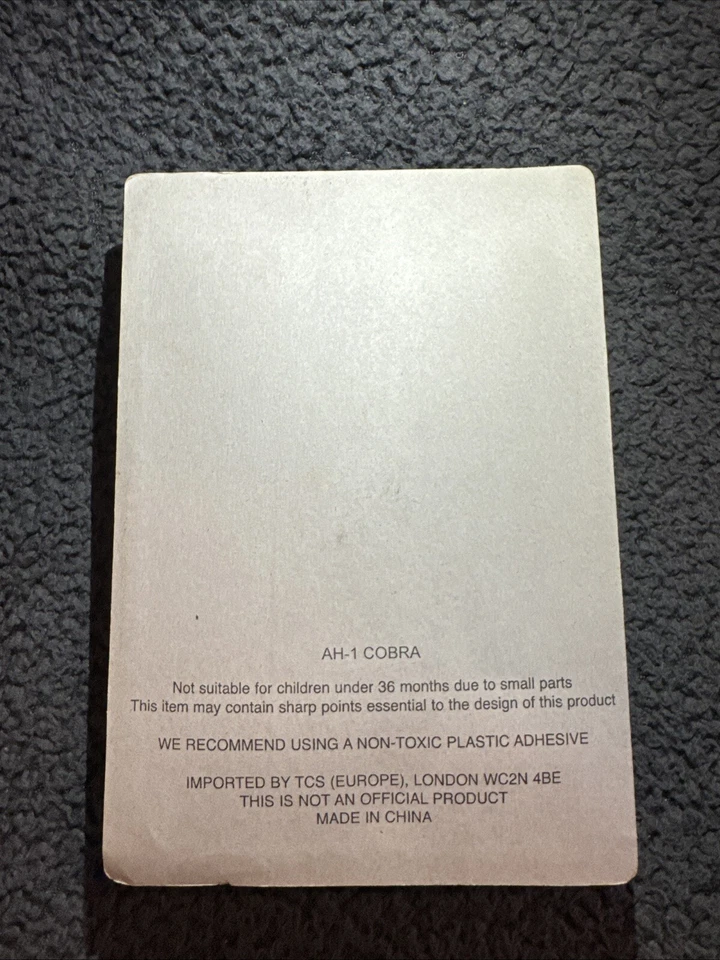 AH-1 COBRA
Not suitable for children under 36 months due to small parts
This item may contain sharp points essential to the design of this product
WE RECOMMEND USING A NON-TOXIC PLASTIC ADHESIVE
IMPORTED BY TCS (EUROPE), LONDON WC2N 4BE
THIS IS NOT AN OFFICIAL PRODUCT
MADE IN CHINA